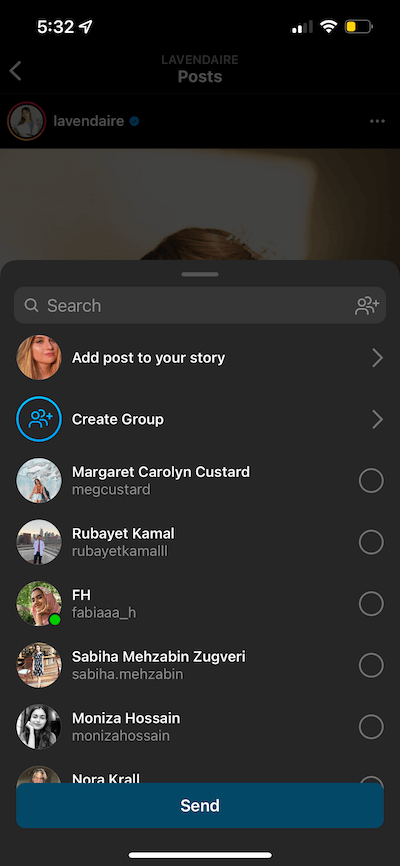 5:32
LAVENDAIRE
Posts
lavendaire
Search
Add post to your story
Create Group
Margaret Carolyn Custard
megcustard
Rubayet Kamal
rubayetkamalll
FH
fabiaaa_h
Sabiha Mehzabin Zugveri
sabiha.mehzabin
Moniza Hossain
monizahossain
Nora Krall
Send